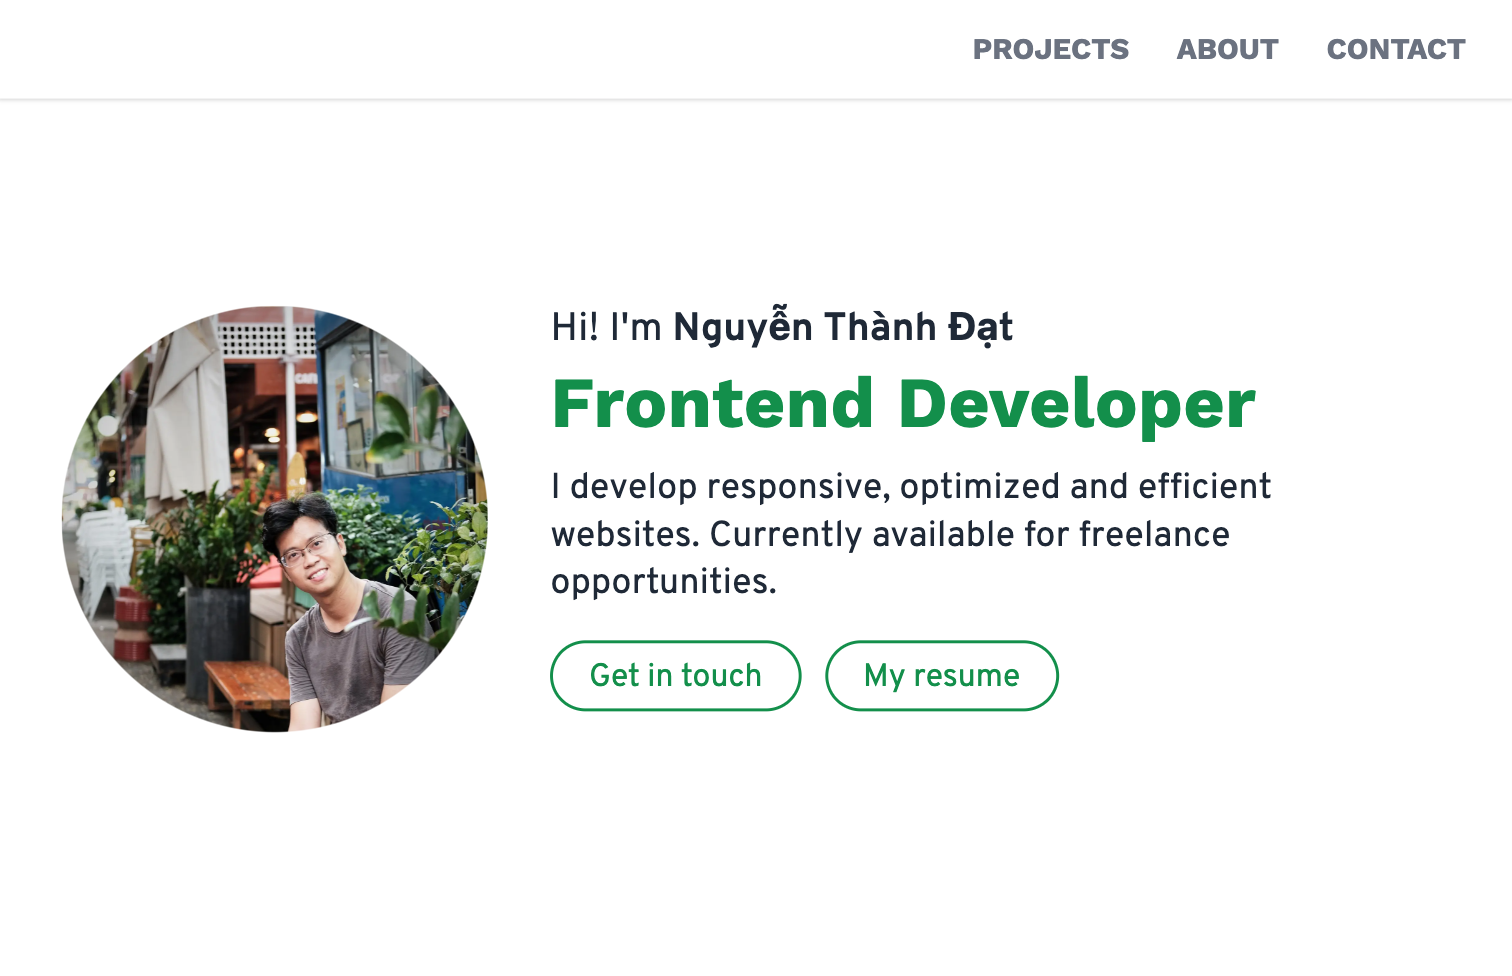 PROJECTS ABOUT CONTACT
Hi! I'm Nguyễn Thành Đạt
Frontend Developer
I develop responsive, optimized and efficient
websites. Currently available for freelance
opportunities.
Get in touch My resume